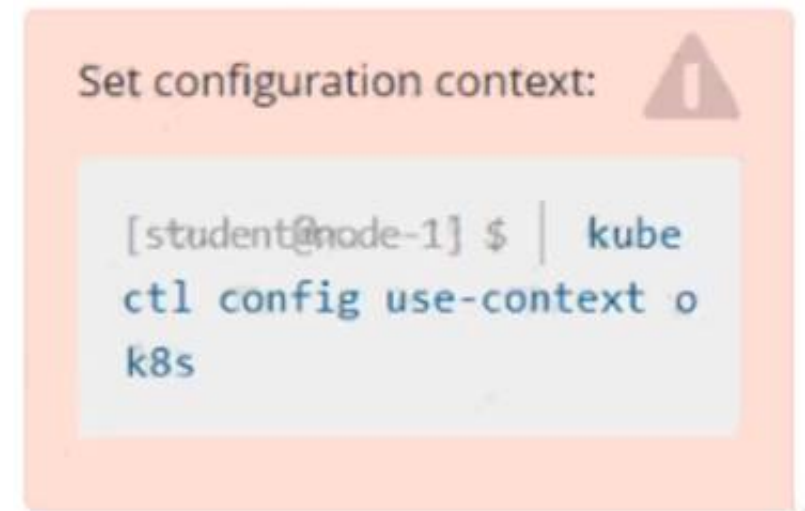 Set configuration context:
[student@node-1] $ | kube
ctl config use-context o
k8s